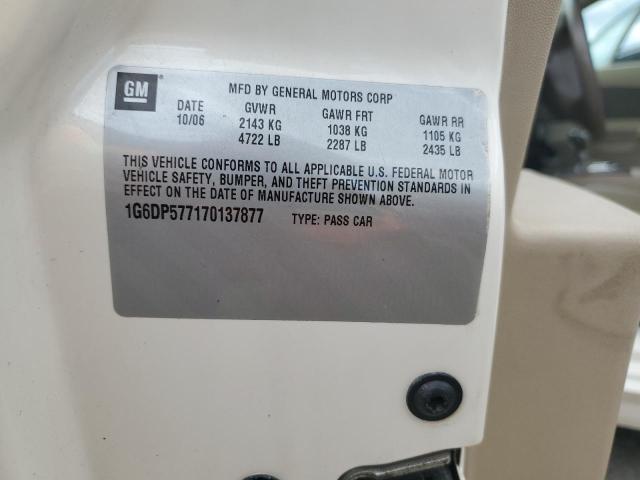 GM
MFD BY GENERAL MOTORS CORP
DATE GVWR GAWR FRT GAWR RR
10/06 2143 KG 1038 KG 1105 KG
4722 LB 2287 LB 2435 LB
THIS VEHICLE CONFORMS TO ALL APPLICABLE U.S. FEDERAL MOTOR
VEHICLE SAFETY, BUMPER, AND THEFT PREVENTION STANDARDS IN
EFFECT ON THE DATE OF MANUFACTURE SHOWN ABOVE.
1G6DP577170137877 TYPE: PASS CAR